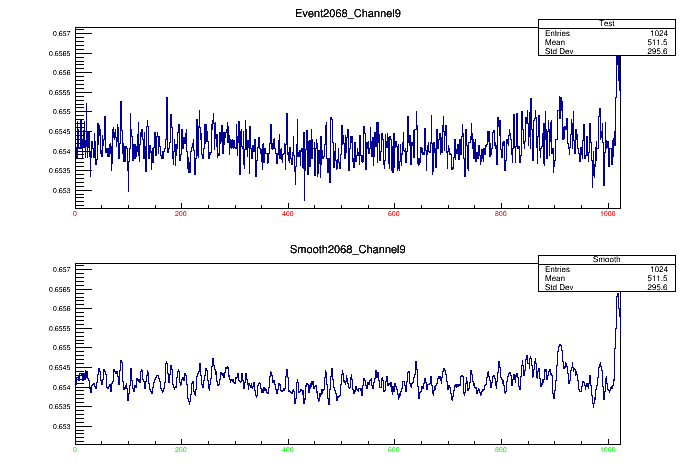 Event2068_Channel9
Test
Entries 1024
Mean 511.5
Std Dev 295.6
0.657
0.6565
0.656
0.6555
0.655
0.6545
0.654
0.6535
0.653
0 200 400 600 800 1000
Smooth2068_Channel9
Smooth
Entries 1024
Mean 511.5
Std Dev 295.6
0.657
0.6565
0.656
0.6555
0.655
0.6545
0.654
0.6535
0.653
0 200 400 600 800 1000